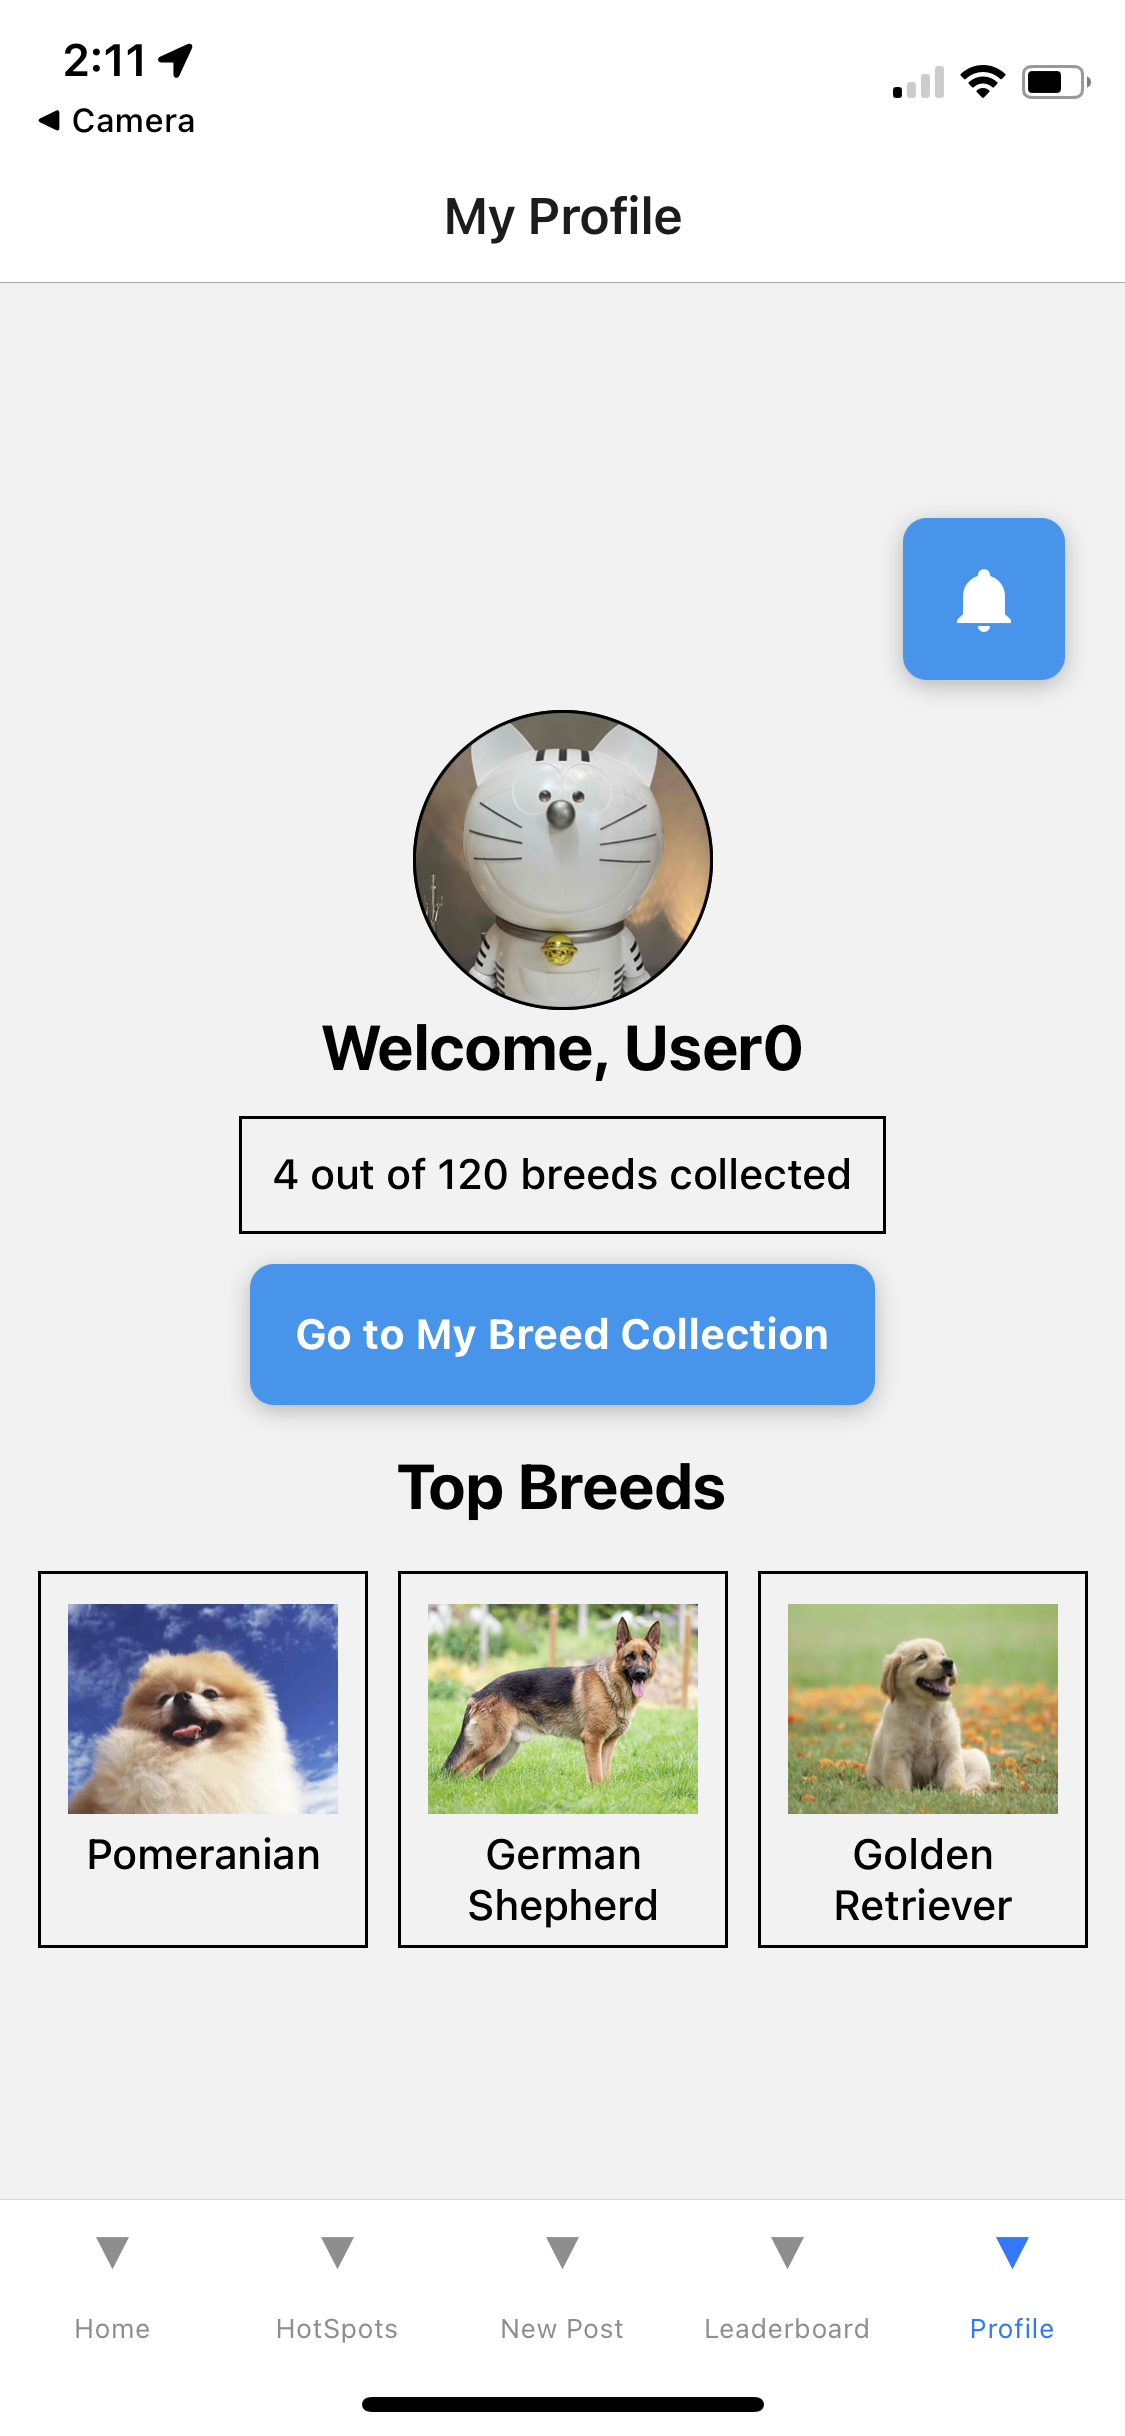 2:11
◀ Camera
My Profile
Welcome, User0
4 out of 120 breeds collected
Go to My Breed Collection
Top Breeds
Pomeranian
German
Shepherd
Golden
Retriever
Home
HotSpots
New Post
Leaderboard
Profile